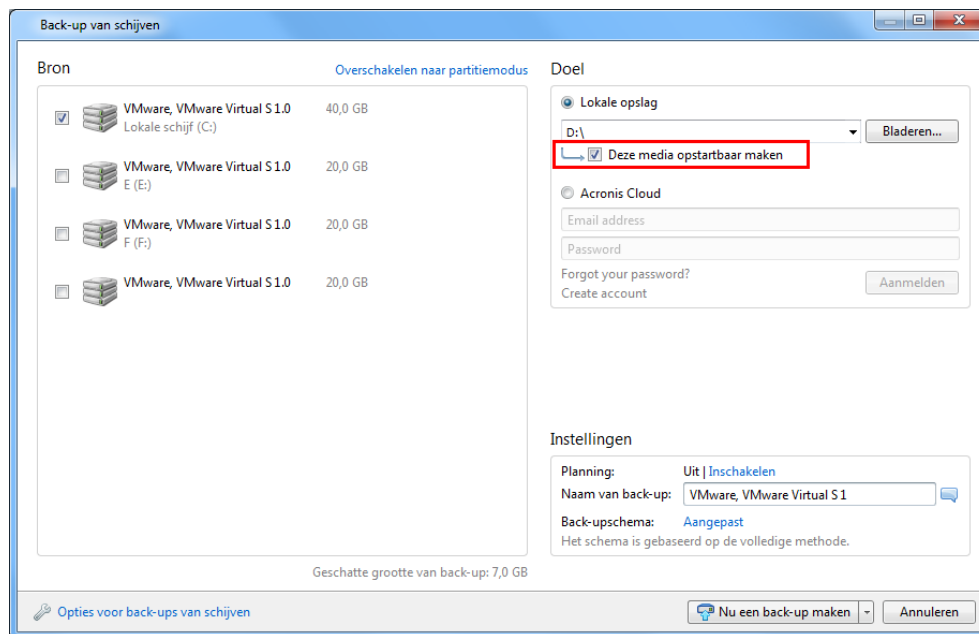 Back-up van schijven
Bron
Overschakelen naar partitiemodus
VMware, VMware Virtual S 1.0
40,0 GB
Lokale schijf (C:)
VMware, VMware Virtual S 1.0
20,0 GB
E (E:)
VMware, VMware Virtual S 1.0
20,0 GB
F (F:)
VMware, VMware Virtual S 1.0
20,0 GB
Geschatte grootte van back-up: 7,0 GB
Doel
Lokale opslag
D:\
Bladeren...
Deze media opstartbaar maken
Acronis Cloud
Email address
Password
Forgot your password?
Create account
Aanmelden
Instellingen
Planning: Uit | Inschakelen
Naam van back-up: VMware, VMware Virtual S 1
Back-upschema: Aangepast
Het schema is gebaseerd op de volledige methode.
Opties voor back-ups van schijven
Nu een back-up maken
Annuleren